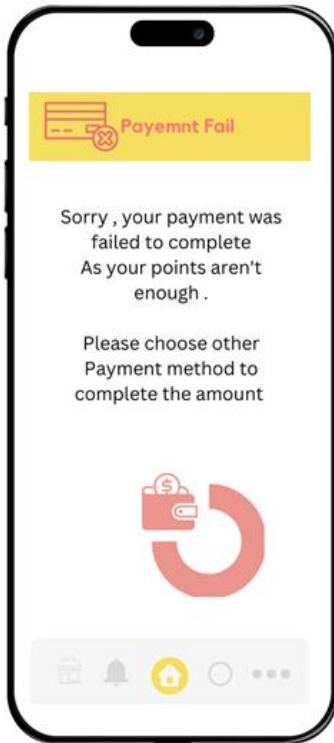 Payemnt Fail
Sorry , your payment was
failed to complete
As your points aren't
enough .
Please choose other
Payment method to
complete the amount
$